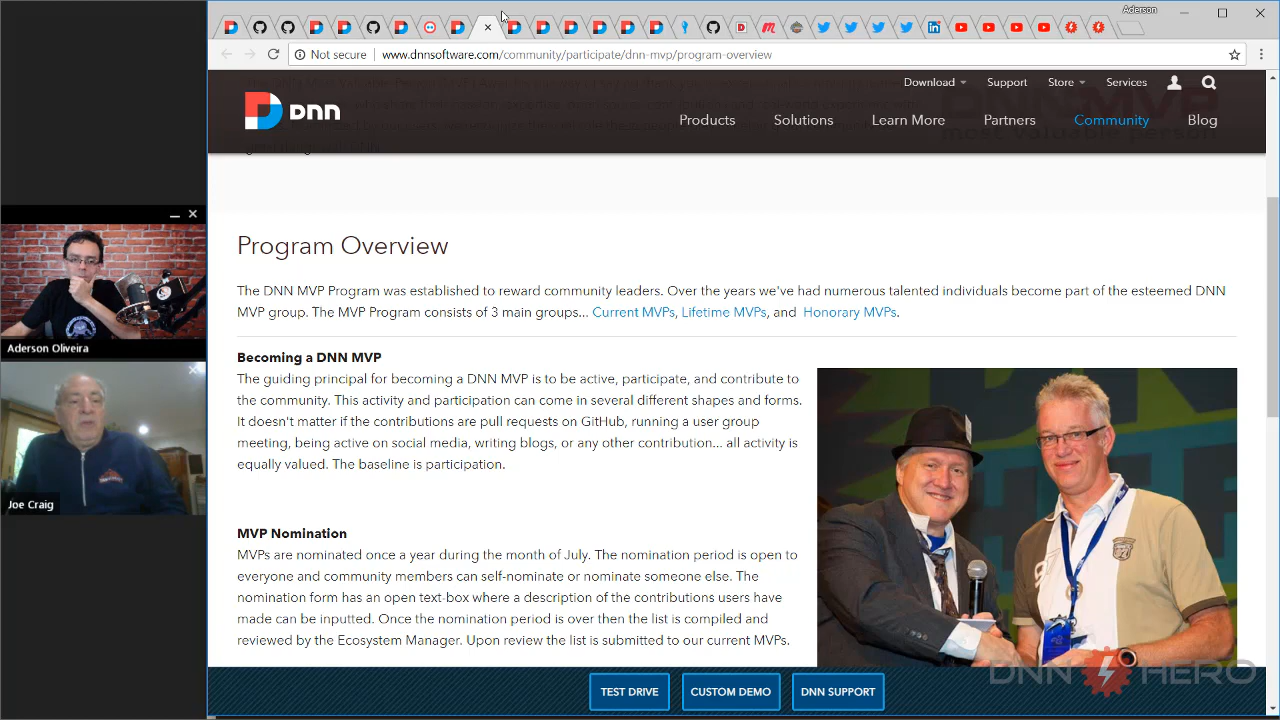 Aderson
Not secure
www.dnnsoftware.com/community/participate/dnn-mvp/program-overview
Download
Support
Store
Services
DNN
Products
Solutions
Learn More
Partners
Community
Blog
most valuable person
Program Overview
The DNN MVP Program was established to reward community leaders. Over the years we've had numerous talented individuals become part of the esteemed DNN
MVP group. The MVP Program consists of 3 main groups... Current MVPs, Lifetime MVPs, and Honorary MVPs.
Becoming a DNN MVP
The guiding principal for becoming a DNN MVP is to be active, participate, and contribute to
the community. This activity and participation can come in several different shapes and forms.
It doesn't matter if the contributions are pull requests on GitHub, running a user group
meeting, being active on social media, writing blogs, or any other contribution... all activity is
equally valued. The baseline is participation.
MVP Nomination
MVPs are nominated once a year during the month of July. The nomination period is open to
everyone and community members can self-nominate or nominate someone else. The
nomination form has an open text-box where a description of the contributions users have
made can be inputted. Once the nomination period is over then the list is compiled and
reviewed by the Ecosystem Manager. Upon review the list is submitted to our current MVPs.
TEST DRIVE
CUSTOM DEMO
DNN SUPPORT
DNN HERO
Aderson Oliveira
Joe Craig